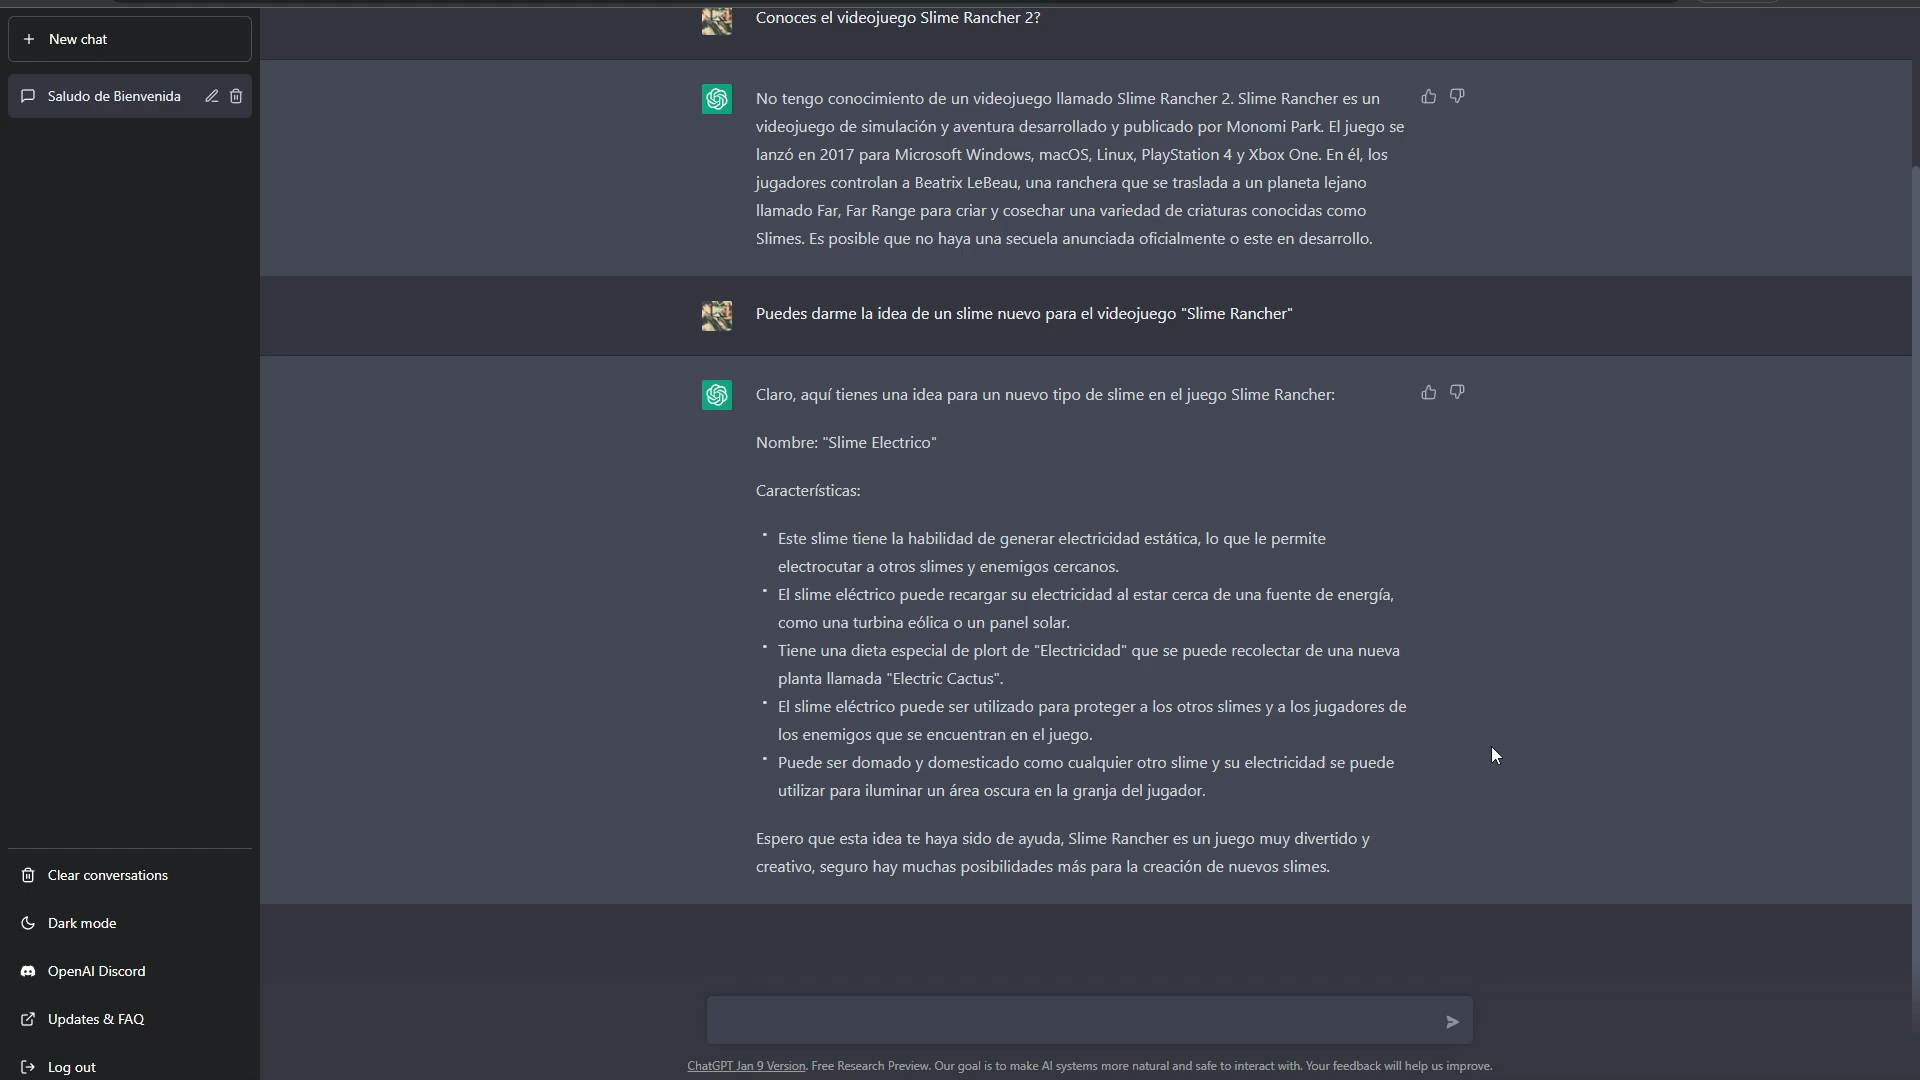 New chat
Saludo de Bienvenida
Clear conversations
Dark mode
OpenAI Discord
Updates & FAQ
Log out
Conoces el videojuego Slime Rancher 2?
No tengo conocimiento de un videojuego llamado Slime Rancher 2. Slime Rancher es un
videojuego de simulación y aventura desarrollado y publicado por Monomi Park. El juego se
lanzó en 2017 para Microsoft Windows, macOS, Linux, PlayStation 4 y Xbox One. En él, los
jugadores controlan a Beatrix LeBeau, una ranchera que se traslada a un planeta lejano
llamado Far, Far Range para criar y cosechar una variedad de criaturas conocidas como
Slimes. Es posible que no haya una secuela anunciada oficialmente o este en desarrollo.
Puedes darme la idea de un slime nuevo para el videojuego "Slime Rancher"
Claro, aquí tienes una idea para un nuevo tipo de slime en el juego Slime Rancher:
Nombre: "Slime Electrico"
Características:
• Este slime tiene la habilidad de generar electricidad estática, lo que le permite
electrocutar a otros slimes y enemigos cercanos.
• El slime eléctrico puede recargar su electricidad al estar cerca de una fuente de energía,
como una turbina eólica o un panel solar.
• Tiene una dieta especial de plort de "Electricidad" que se puede recolectar de una nueva
planta llamada "Electric Cactus".
• El slime eléctrico puede ser utilizado para proteger a los otros slimes y a los jugadores de
los enemigos que se encuentran en el juego.
• Puede ser domado y domesticado como cualquier otro slime y su electricidad se puede
utilizar para iluminar un área oscura en la granja del jugador.
Espero que esta idea te haya sido de ayuda, Slime Rancher es un juego muy divertido y
creativo, seguro hay muchas posibilidades más para la creación de nuevos slimes.
ChatGPT Jan 9 Version. Free Research Preview. Our goal is to make AI systems more natural and safe to interact with. Your feedback will help us improve.